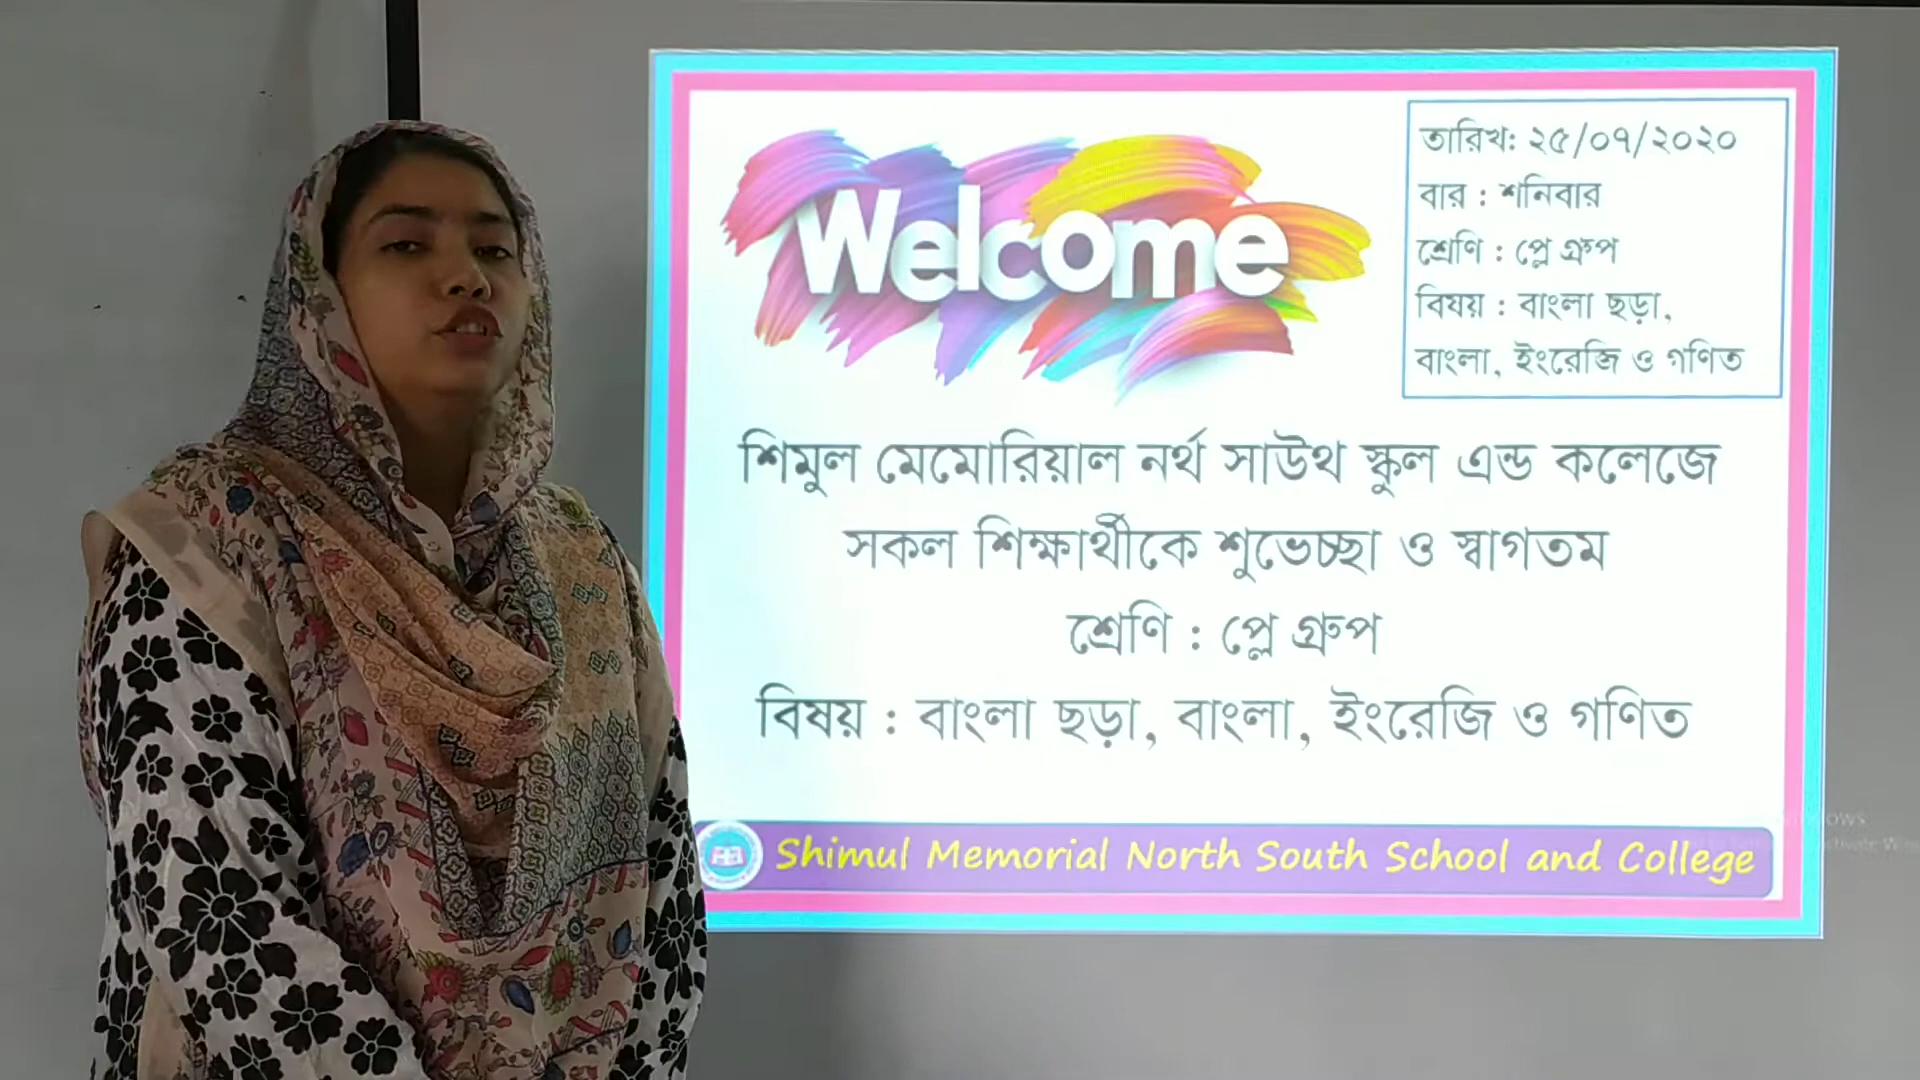 Welcome
তারিখ: ২৫/০৭/২০২০
বার : শনিবার
শ্রেণি : প্লে গ্রুপ
বিষয় : বাংলা ছড়া,
বাংলা, ইংরেজি ও গণিত
শিমুল মেমোরিয়াল নর্থ সাউথ স্কুল এন্ড কলেজে
সকল শিক্ষার্থীকে শুভেচ্ছা ও স্বাগতম
শ্রেণি : প্লে গ্রুপ
বিষয় : বাংলা ছড়া, বাংলা, ইংরেজি ও গণিত
Shimul Memorial North South School and College